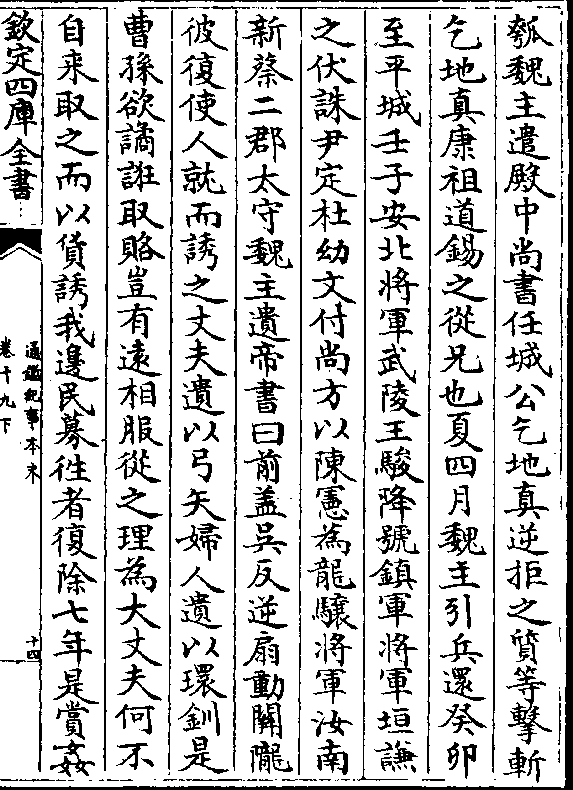 瓠魏主遣殿中尚書任城公乞地真逆拒之質等擊斬
乞地真康祖道錫之從兄也夏四月魏主引兵還癸卯
至平城壬子安北將軍武陵王駿降號鎮軍將軍垣謙
之伏誅尹定杜幼文付尚方以陳憲為龍驤將軍汝南
新蔡二郡太守魏主遺帝書曰前盖吳反逆扇動關隴
彼復使人就而誘之丈夫遺以弓矢婦人遺以環釧是
曹孫欲譎誑取賂豈有遠相服從之理為大丈夫何不
自来取之而以貨誘我邊民募徃者復除七年是賞姦
欽定四庫全書
通鑑紀事本末
卷十九下
十四